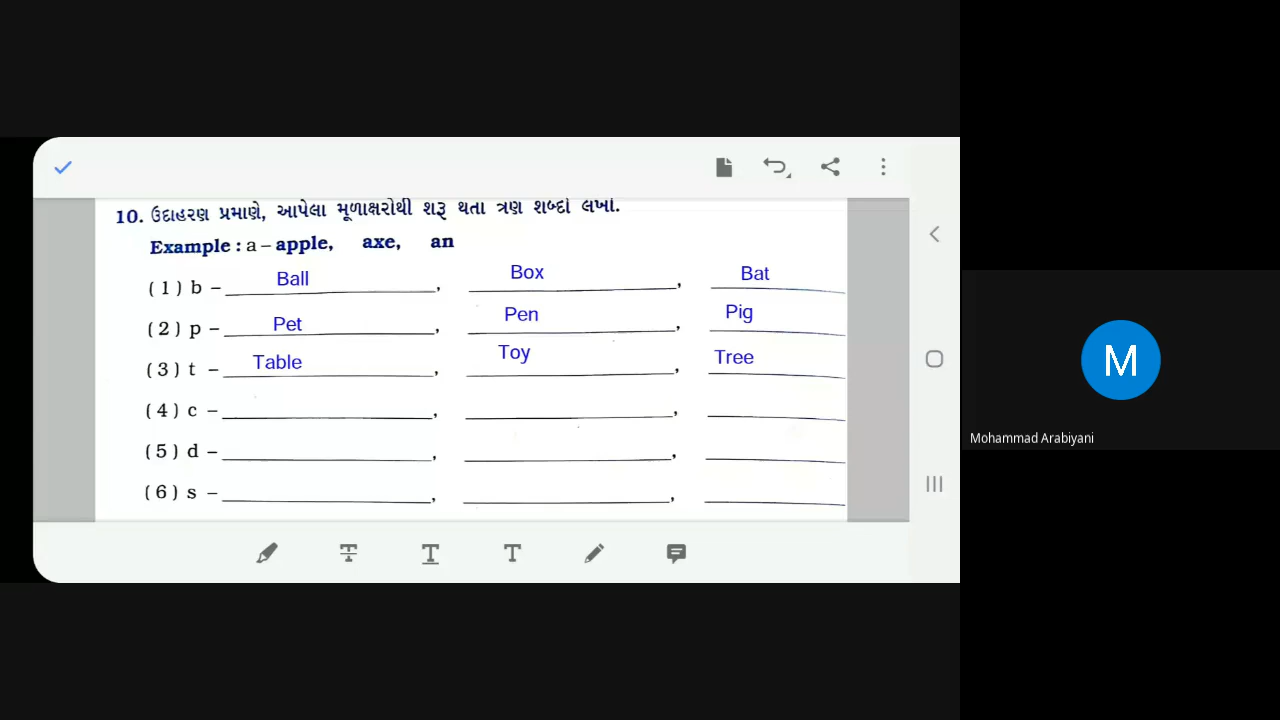 10. ઉદાહરણ પ્રમાણે, આપેલા મૂળાક્ષરોથી શરૂ થતા ત્રણ શબ્દો લખો.
Example : a – apple, axe, an
(1) b – Ball, Box, Bat
(2) p – Pet, Pen, Pig
(3) t – Table, Toy, Tree
(4) c – ,  ,
(5) d – ,  ,
(6) s – ,  ,
M
Mohammad Arabiyani